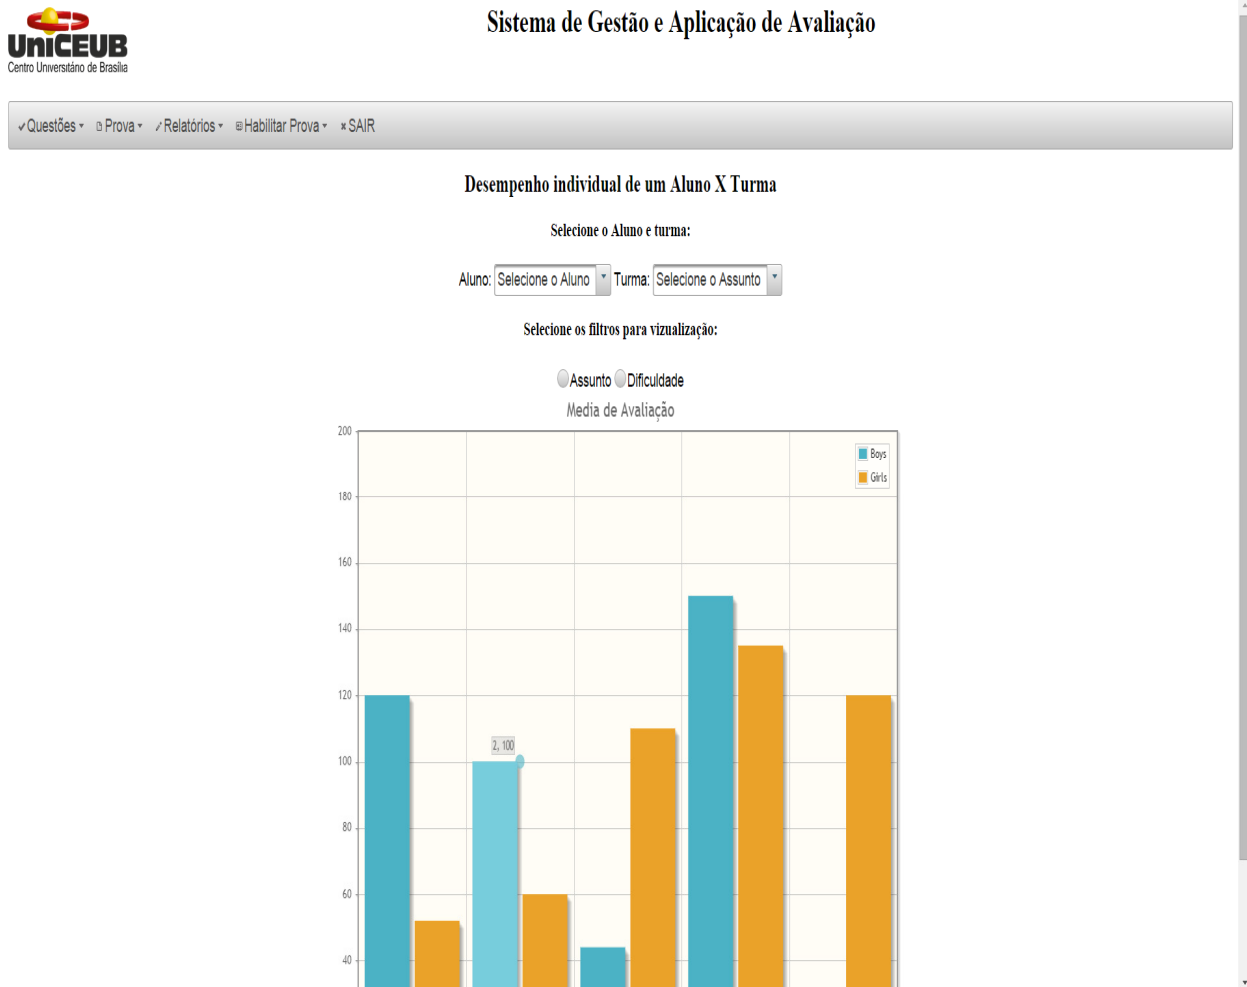 UniCEUB
Centro Universitário de Brasília
Sistema de Gestão e Aplicação de Avaliação
Questões Prova Relatórios Habilitar Prova SAIR
Desempenho individual de um Aluno X Turma
Selecione o Aluno e turma:
Aluno: Selecione o Aluno Turma: Selecione o Assunto
Selecione os filtros para vizualização:
Assunto Dificuldade
Media de Avaliação
200
Boys
Girls
180
160
140
120
2, 100
100
80
60
40